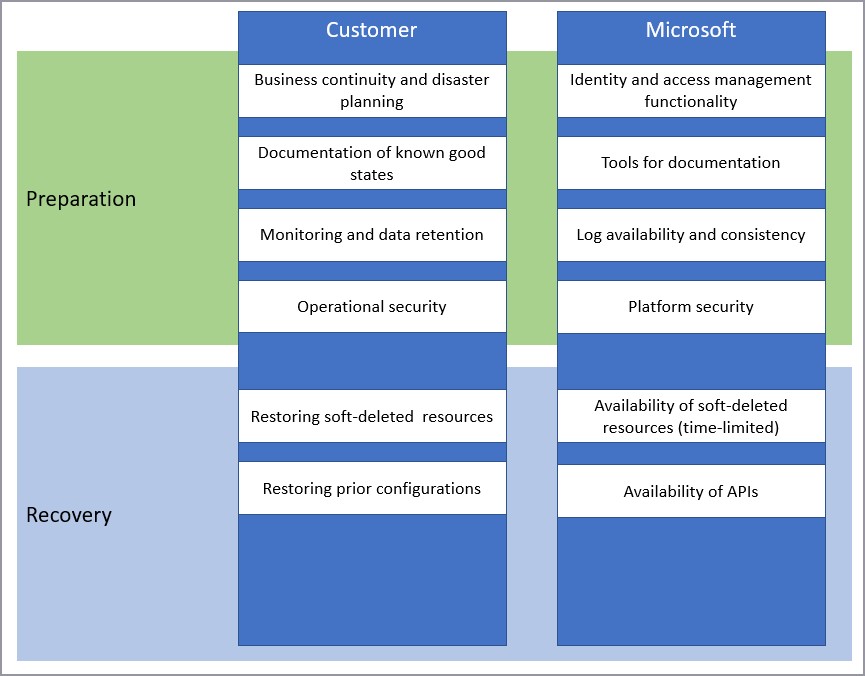 Customer
Microsoft
Preparation
Business continuity and disaster
planning
Identity and access management
functionality
Documentation of known good
states
Tools for documentation
Monitoring and data retention
Log availability and consistency
Operational security
Platform security
Recovery
Restoring soft-deleted  resources
Availability of soft-deleted
resources (time-limited)
Restoring prior configurations
Availability of APIs